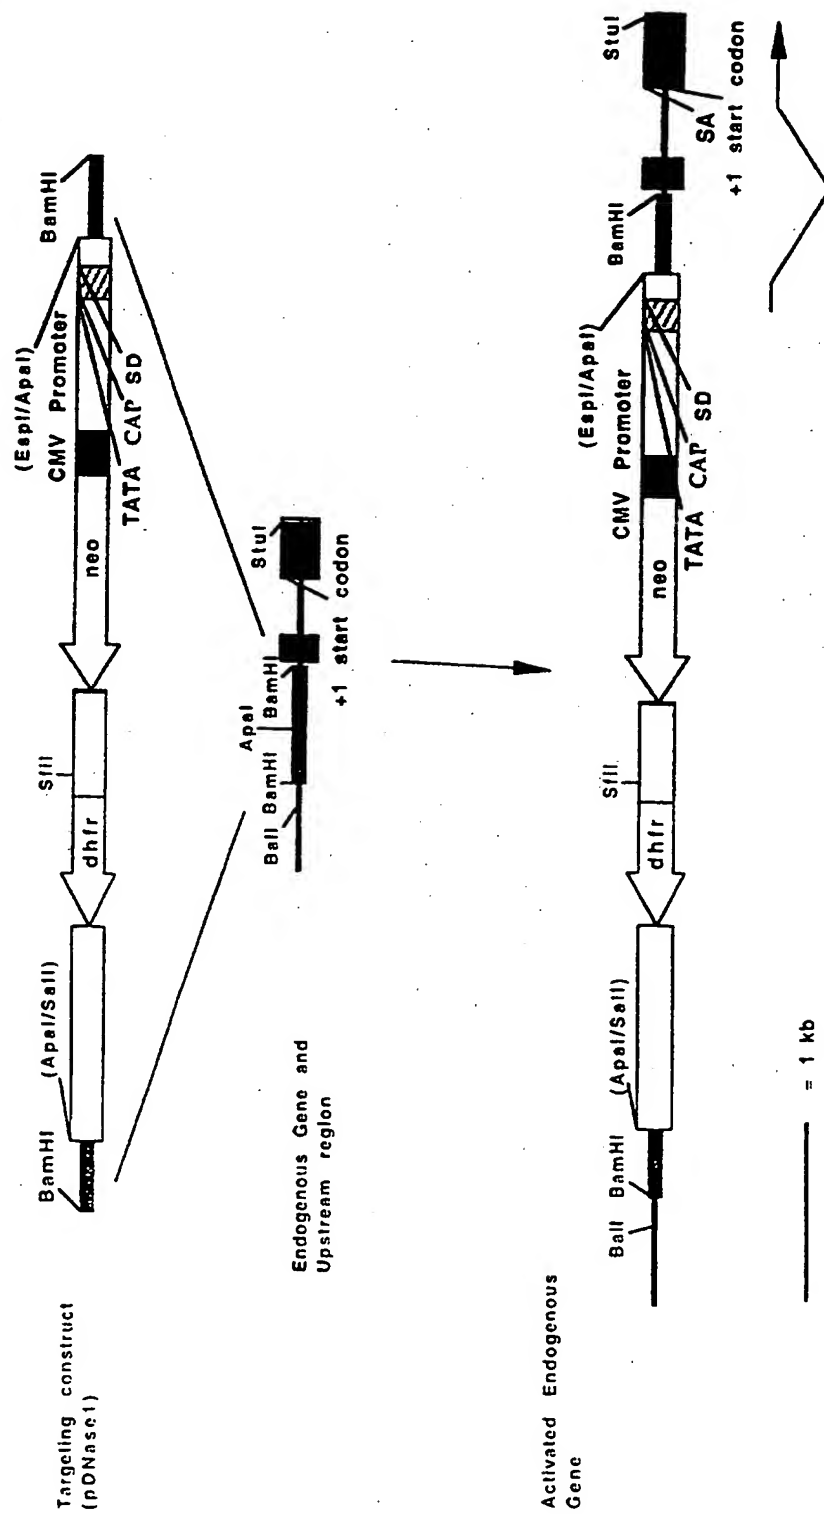 Targeting construct
(pDNase1)
BamHI
(ApaI/SalI)
dhfr
SfiI
neo
(EspI/ApaI)
CMV Promoter
TATA
CAP
SD
BamHI
Endogenous Gene and
Upstream region
BalI
BamHI
ApaI
BamHI
+1
start codon
StuI
Activated Endogenous
Gene
BalI
BamHI
(ApaI/SalI)
dhfr
SfiI
neo
(EspI/ApaI)
CMV Promoter
TATA
CAP
SD
BamHI
SA
+1
start codon
StuI
= 1 kb